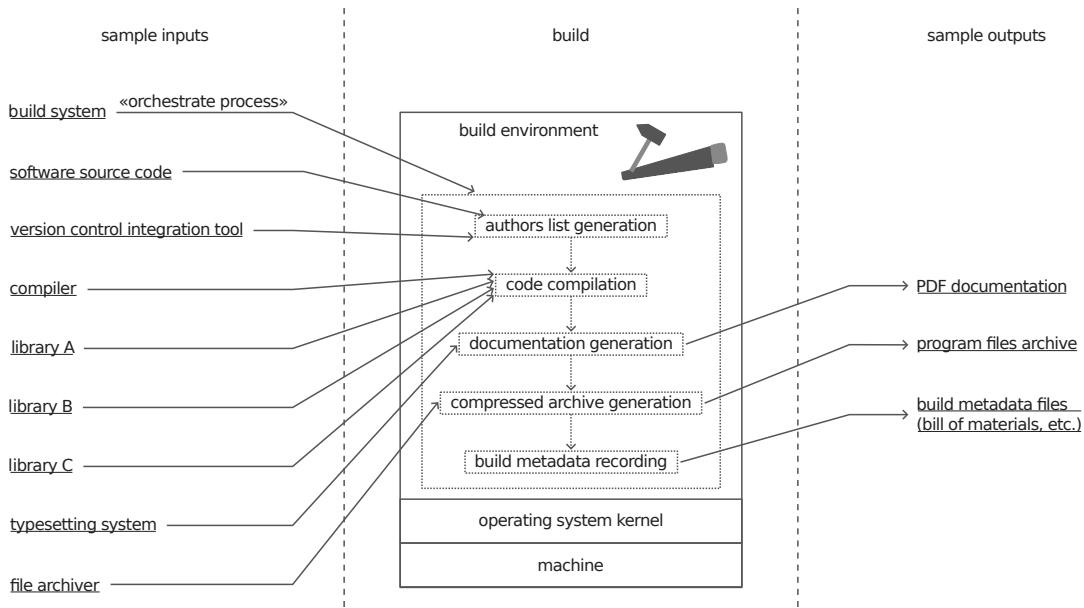 sample inputs
build
sample outputs
build system
«orchestrate process»
software source code
version control integration tool
compiler
library A
library B
library C
typesetting system
file archiver
build environment
authors list generation
code compilation
documentation generation
compressed archive generation
build metadata recording
operating system kernel
machine
PDF documentation
program files archive
build metadata files
(bill of materials, etc.)